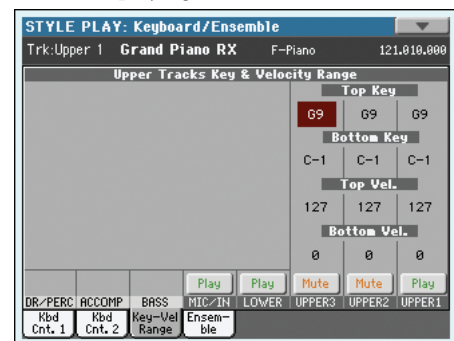 STYLE PLAY: Keyboard/Ensemble
Trk:Upper 1 Grand Piano RX F-Piano 121.010.000
Upper Tracks Key & Velocity Range
Top Key
G9 G9 G9
Bottom Key
C-1 C-1 C-1
Top Vel.
127 127 127
Bottom Vel.
0 0 0
Play Play Mute Mute Play
DR/PERC ACCOMP BASS MIC/IN LOWER UPPER3 UPPER2 UPPER1
Kbd Kbd Key-Vel Ensem-
Cnt. 1 Cnt. 2 Range ble